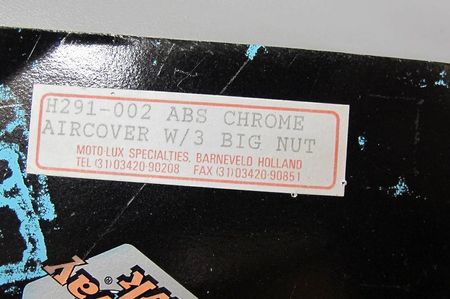 H291-002 ABS CHROME
AIRCOVER W/3 BIG NUT
MOTO-LUX SPECIALTIES, BARNEVELD HOLLAND
TEL (31) 03420-90208 FAX (31) 03420-90851